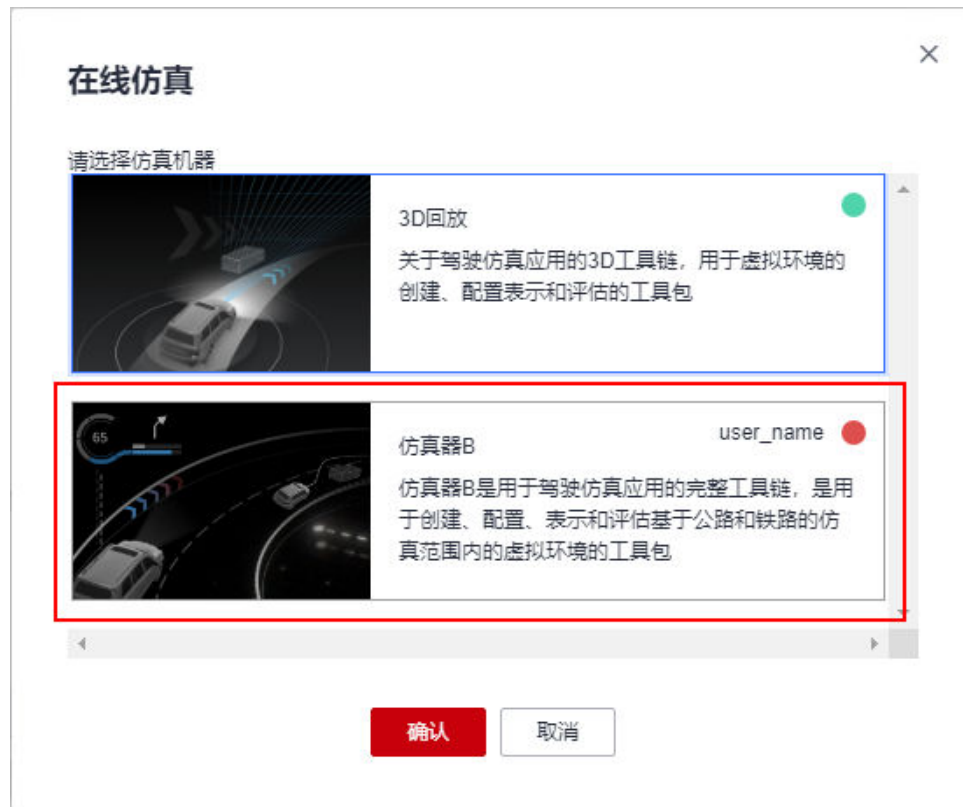 在线仿真
请选择仿真机器
3D回放
关于驾驶仿真应用的3D工具链，用于虚拟环境的
创建、配置表示和评估的工具包
65
仿真器B
user_name
仿真器B是用于驾驶仿真应用的完整工具链，是用
于创建、配置、表示和评估基于公路和铁路的仿
真范围内的虚拟环境的工具包
确认
取消